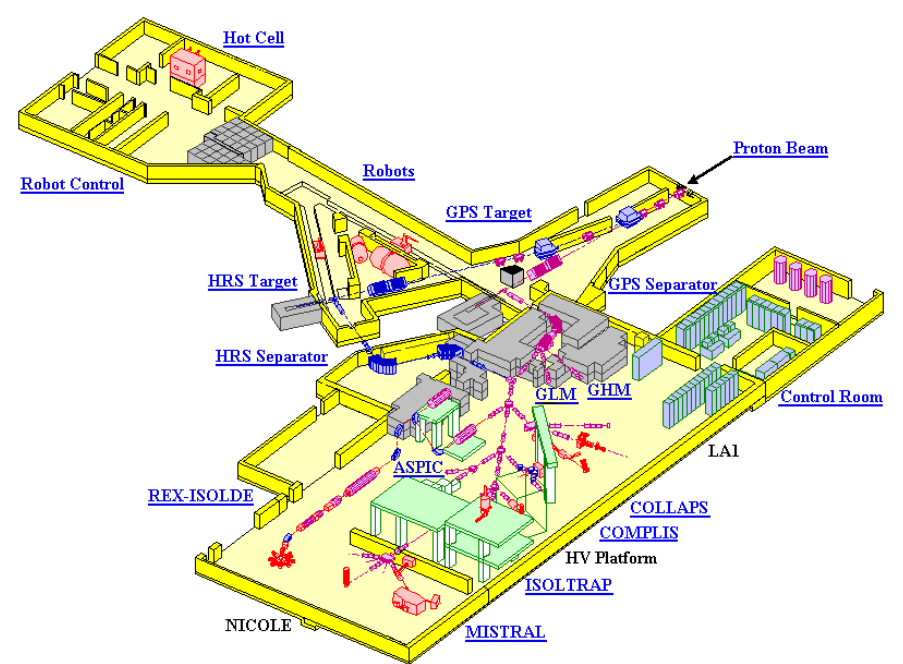 Hot Cell
Proton Beam
Robots
Robot Control
GPS Target
HRS Target
GPS Separator
HRS Separator
GLM
GHM
Control Room
LA1
ASPIC
REX-ISOLDE
COLLAPS
COMPLIS
HV Platform
ISOLTRAP
NICOLE
MISTRAL